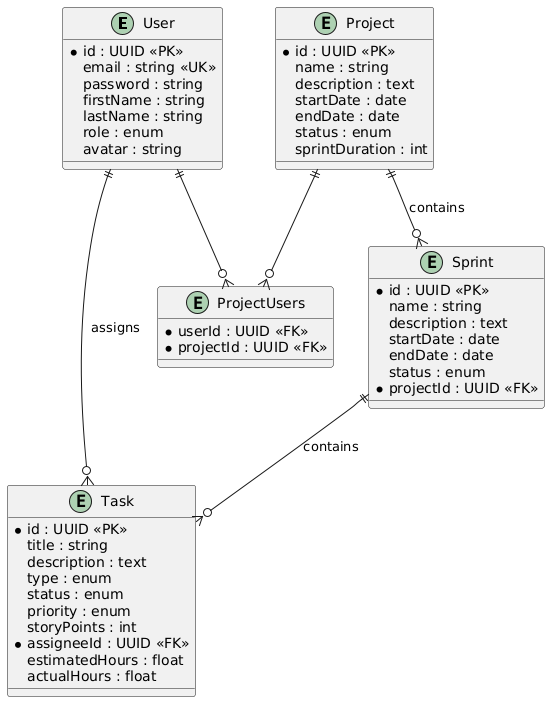 E User
id : UUID «PK»
email : string «UK»
password : string
firstName : string
lastName : string
role : enum
avatar : string
E Project
id : UUID «PK»
name : string
description : text
startDate : date
endDate : date
status : enum
sprintDuration : int
contains
E Sprint
id : UUID «PK»
name : string
description : text
startDate : date
endDate : date
status : enum
projectId : UUID «FK»
E ProjectUsers
userId : UUID «FK»
projectId : UUID «FK»
assigns
contains
E Task
id : UUID «PK»
title : string
description : text
type : enum
status : enum
priority : enum
storyPoints : int
assigneeId : UUID «FK»
estimatedHours : float
actualHours : float